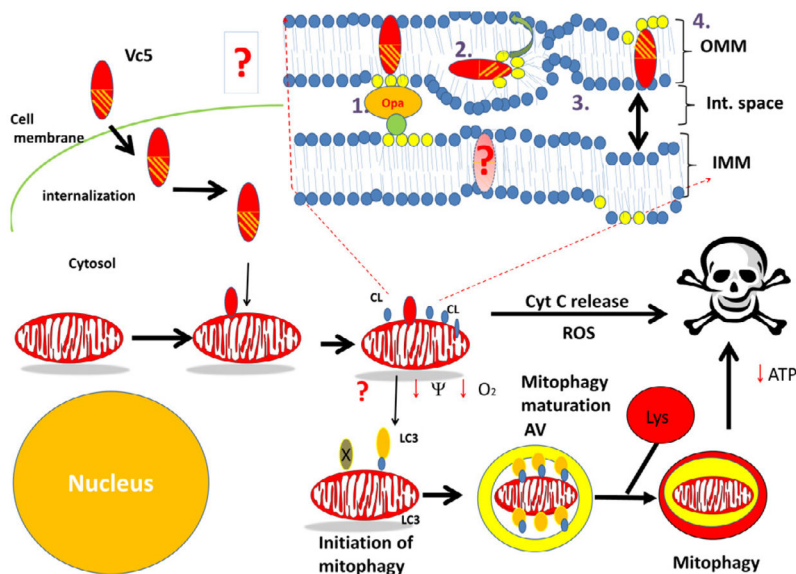 Vc5
?
Cell
membrane
internalization
Cytosol
1.
Opa
2.
3.
4.
?
OMM
Int. space
IMM
CL
CL
Cyt C release
ROS
?
↓ Ψ ↓ O₂
↓ ATP
Nucleus
X
LC3
LC3
Initiation of
mitophagy
Mitophagy
maturation
AV
Lys
Mitophagy